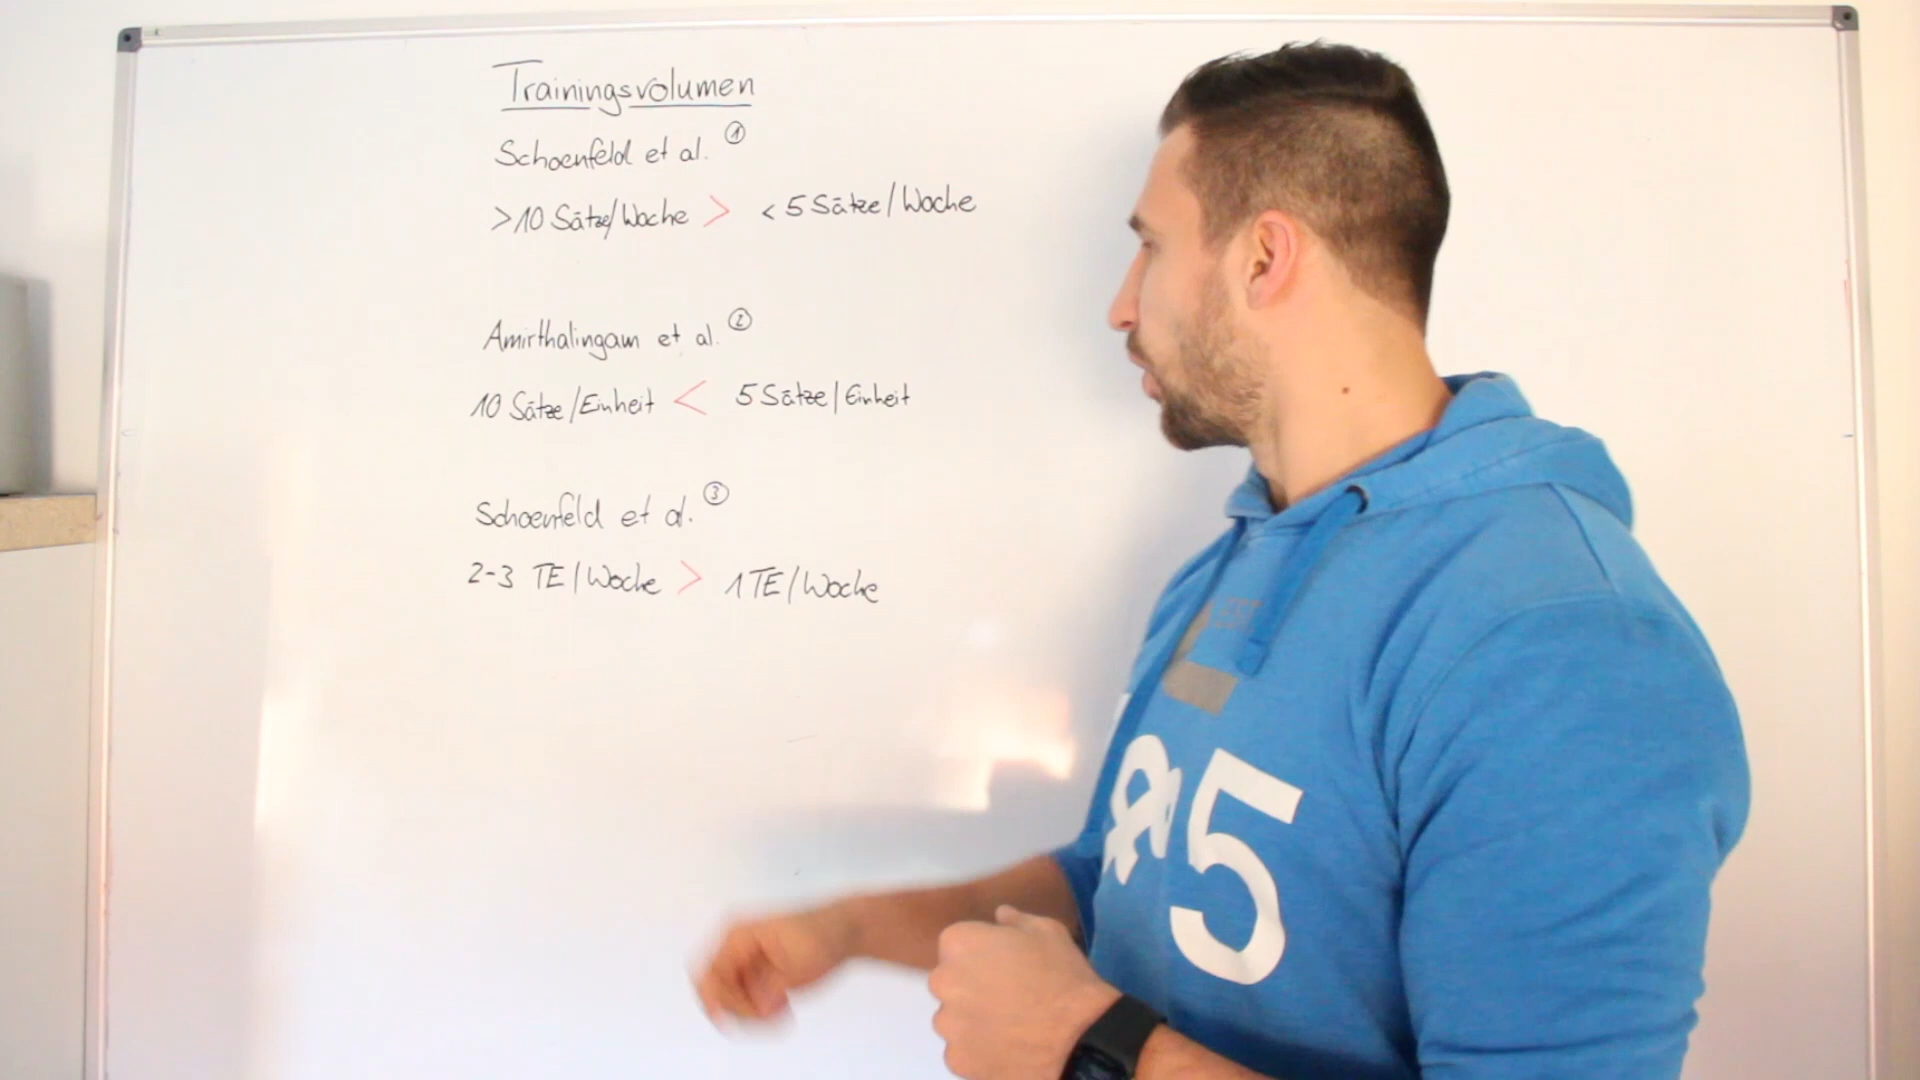 Trainingsvolumen
Schoenfeld et al. ①
>10 Sätze/Woche > <5 Sätze/Woche
Amirthalingam et al. ②
10 Sätze/Einheit < 5 Sätze/Einheit
Schoenfeld et al. ③
2-3 TE/Woche > 1 TE/Woche
5